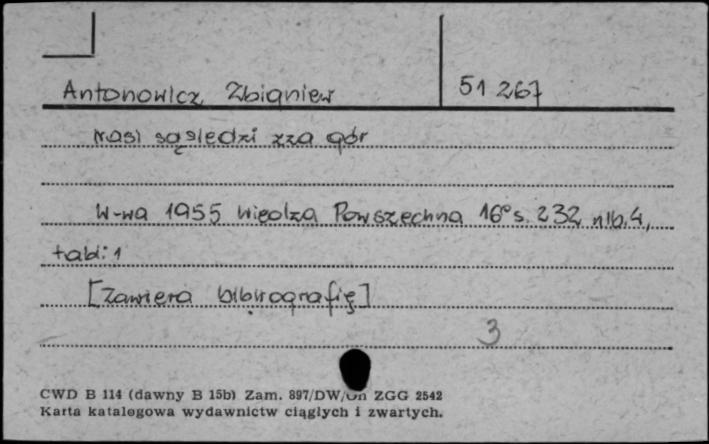 Antonowicz Zbigniew 51 267
Nasi sąsiedzi zza gór
W-wa 1955 Wiedza Powszechna 16° s. 232 nlb. 4,
tabl. 1
[Zawiera bibliografię]
3
CWD B 114 (dawny B 15b) Zam. 897/DW/Un ZGG 2542
Karta katalogowa wydawnictw ciągłych i zwartych.